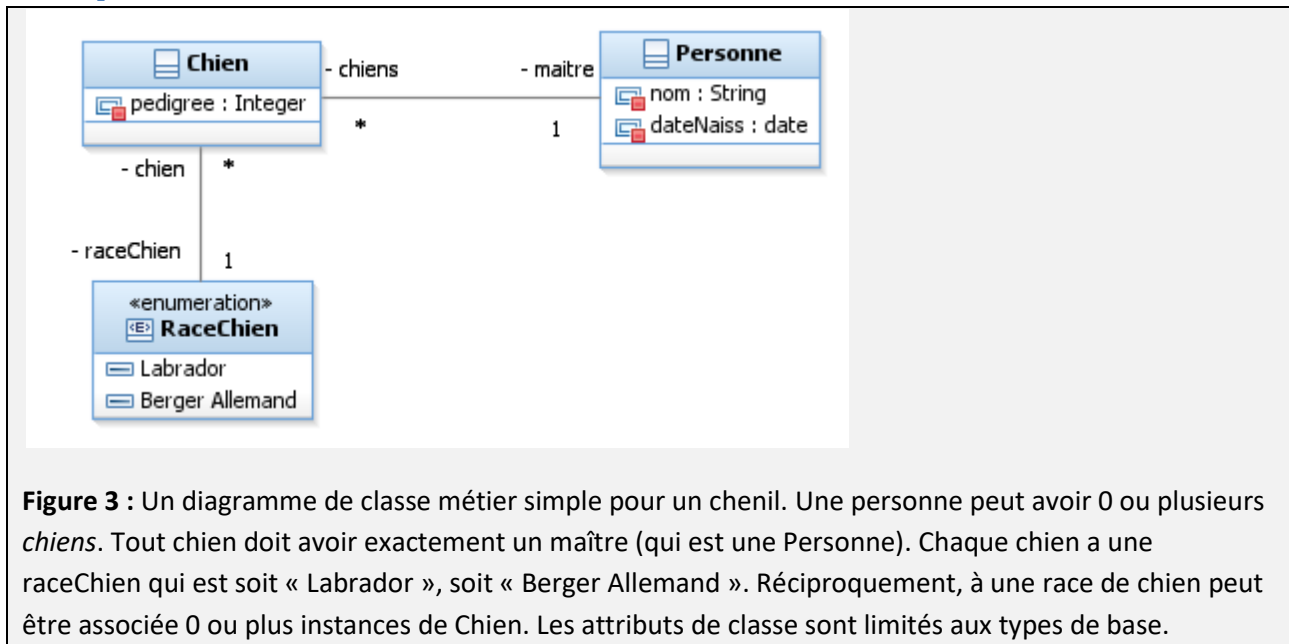 Chien
pedigree : Integer
- chiens
*
- maitre
1
Personne
nom : String
dateNaiss : date
- chien
*
- raceChien
1
«enumeration»
<E> RaceChien
Labrador
Berger Allemand
Figure 3 : Un diagramme de classe métier simple pour un chenil. Une personne peut avoir 0 ou plusieurs
chiens. Tout chien doit avoir exactement un maître (qui est une Personne). Chaque chien a une
raceChien qui est soit « Labrador », soit « Berger Allemand ». Réciproquement, à une race de chien peut
être associée 0 ou plus instances de Chien. Les attributs de classe sont limités aux types de base.